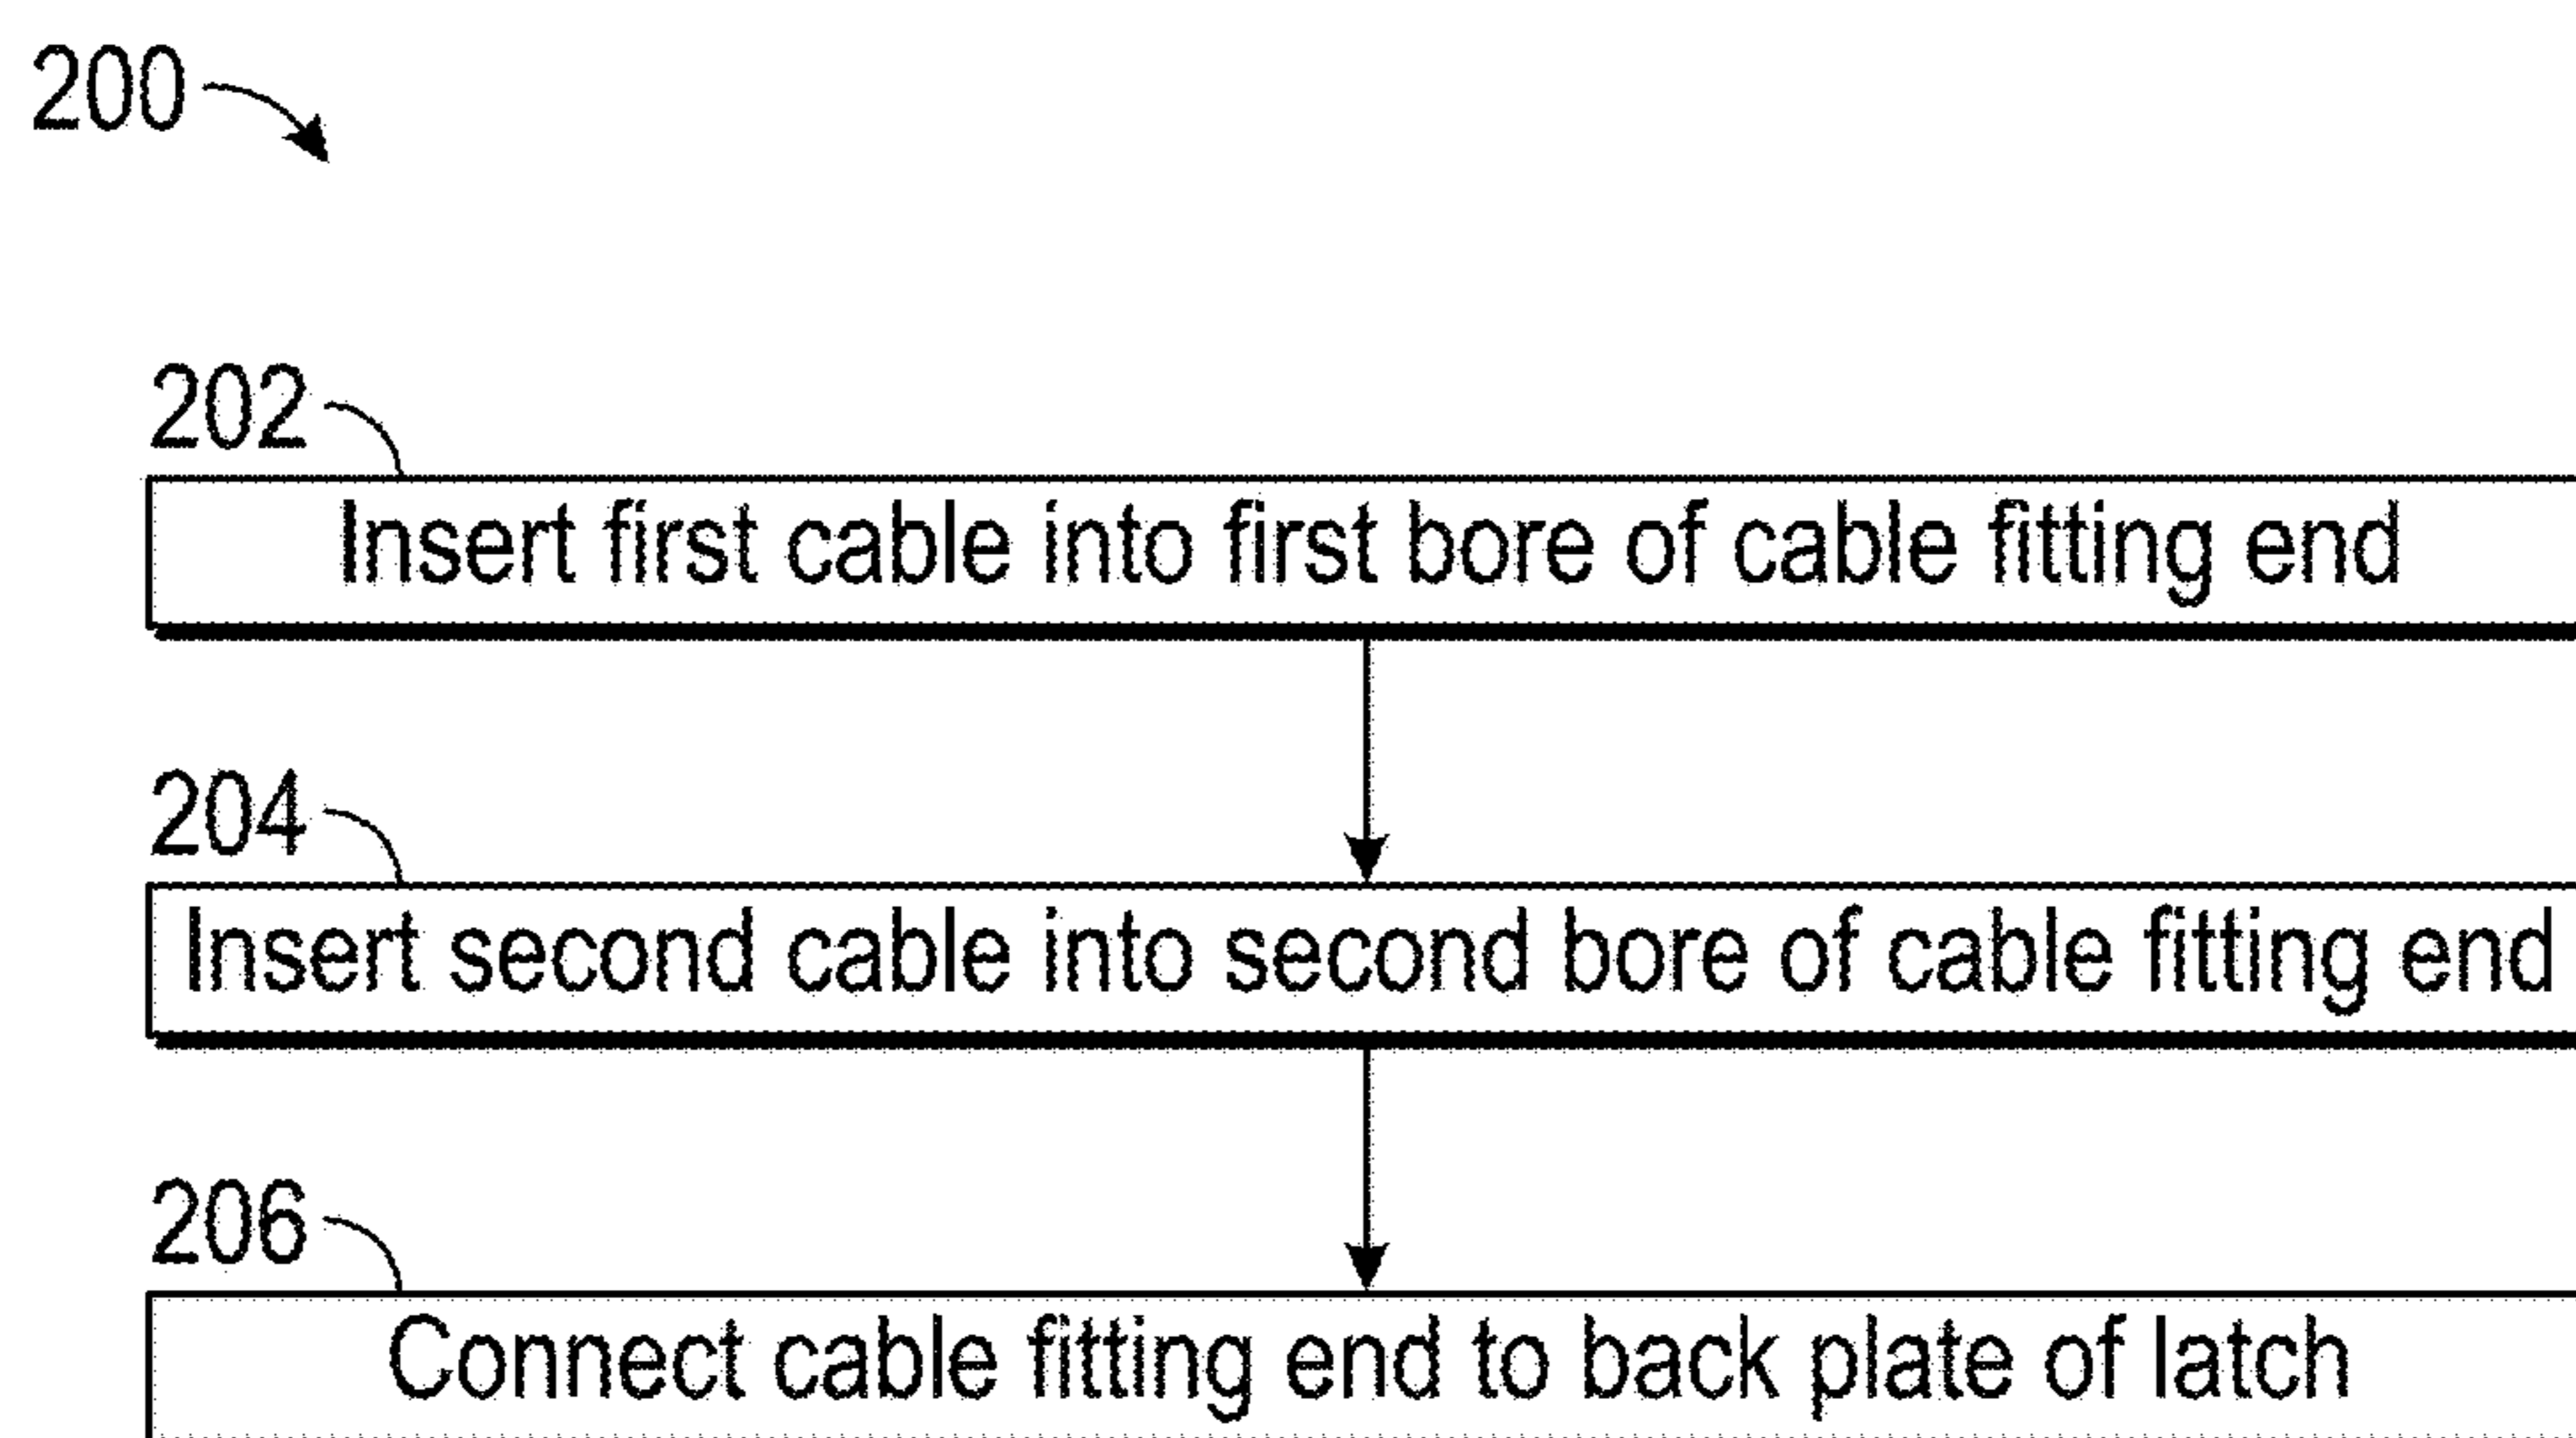 200
202
Insert first cable into first bore of cable fitting end
204
Insert second cable into second bore of cable fitting end
206
Connect cable fitting end to back plate of latch